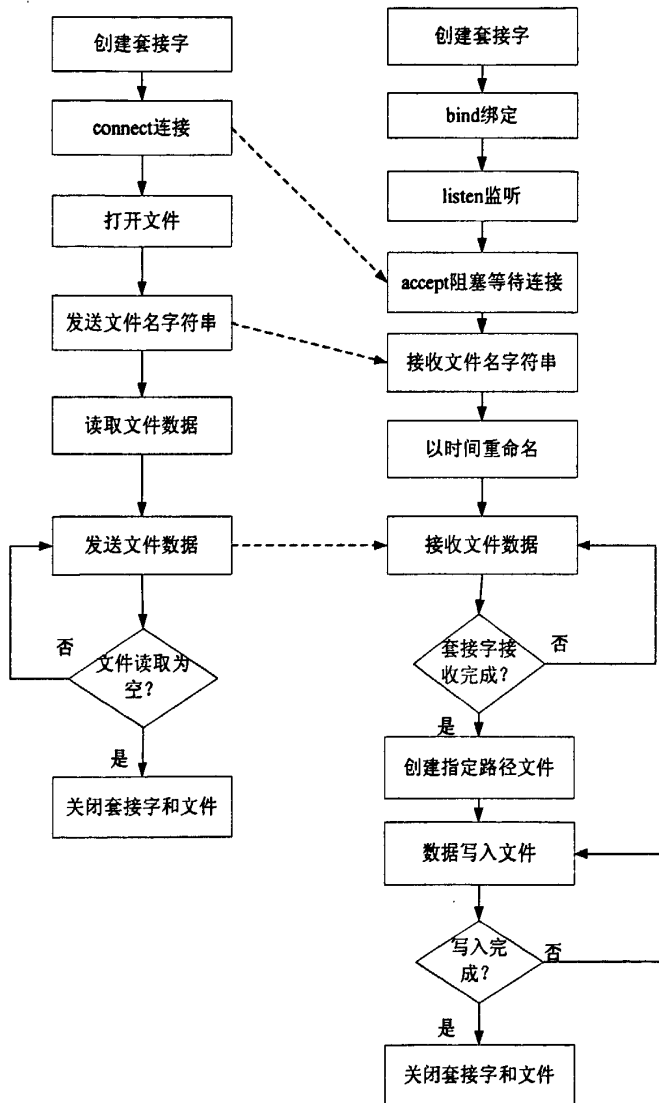 创建套接字
connect连接
打开文件
发送文件名字符串
读取文件数据
发送文件数据
否
文件读取为
空?
是
关闭套接字和文件
创建套接字
bind绑定
listen监听
accept阻塞等待连接
接收文件名字符串
以时间重命名
接收文件数据
套接字接
收完成?
否
是
创建指定路径文件
数据写入文件
写入完
成?
否
是
关闭套接字和文件